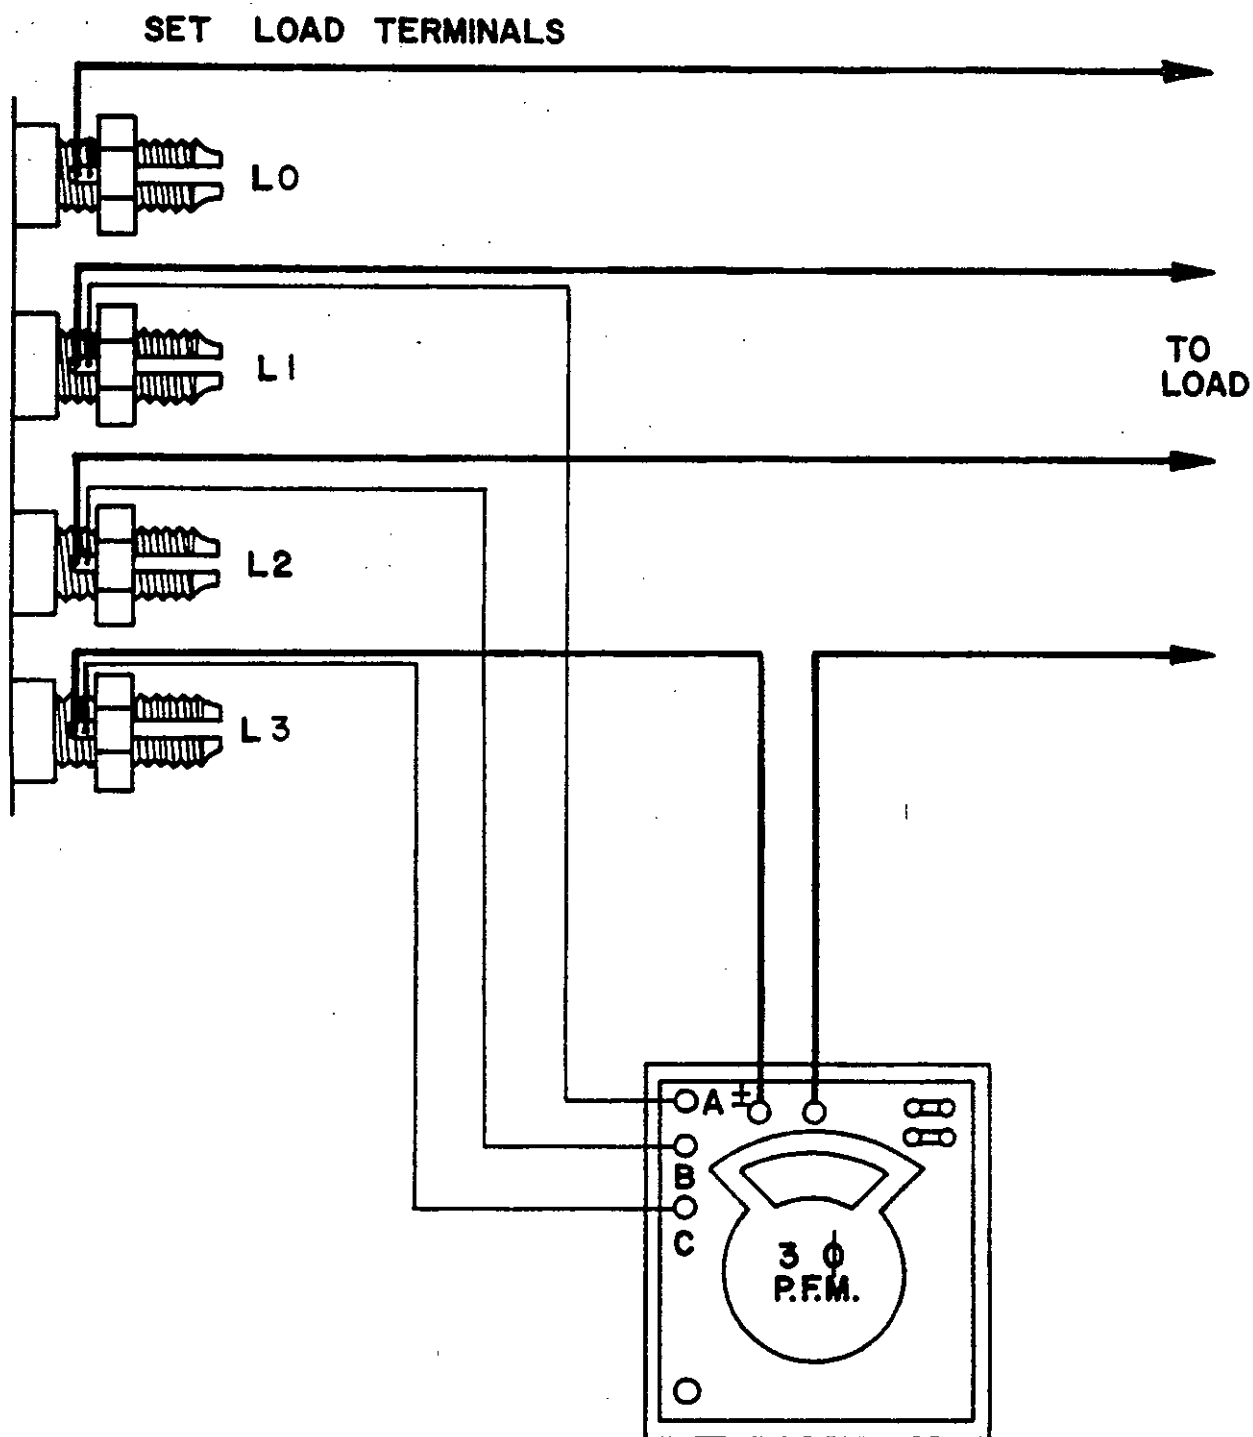 SET LOAD TERMINALS
L0
L1
TO
LOAD
L2
L3
A ±
B
C
3 ϕ
P.F.M.